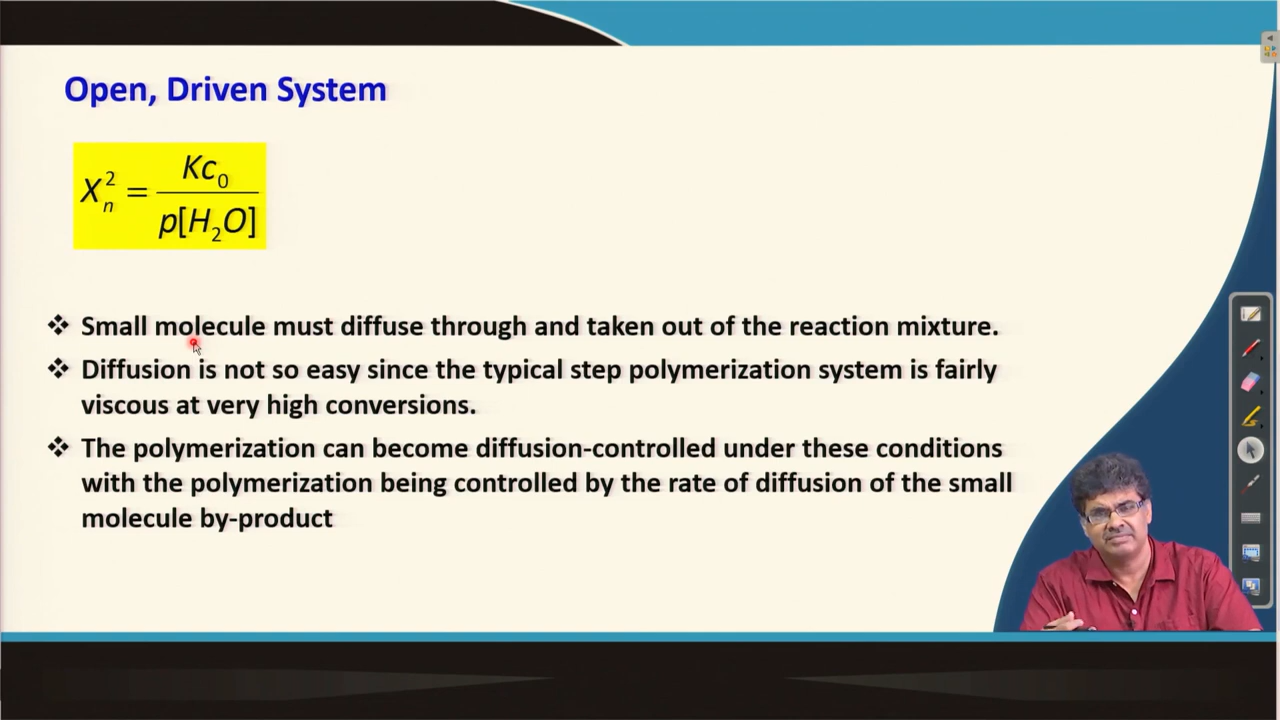 Open, Driven System
X_n^2 = Kc_0 / p[H_2O]
❖ Small molecule must diffuse through and taken out of the reaction mixture.
❖ Diffusion is not so easy since the typical step polymerization system is fairly
viscous at very high conversions.
❖ The polymerization can become diffusion-controlled under these conditions
with the polymerization being controlled by the rate of diffusion of the small
molecule by-product